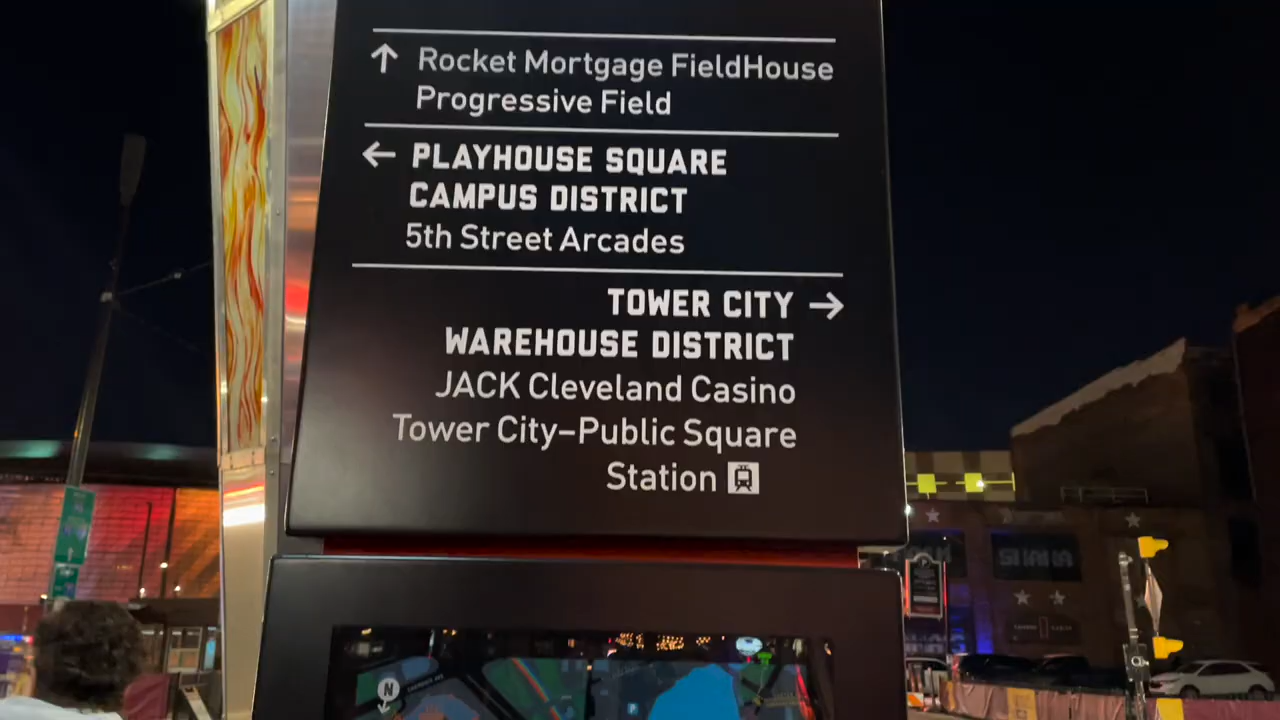 ↑ Rocket Mortgage FieldHouse
Progressive Field
← PLAYHOUSE SQUARE
CAMPUS DISTRICT
5th Street Arcades
TOWER CITY →
WAREHOUSE DISTRICT
JACK Cleveland Casino
Tower City–Public Square
Station
N
P